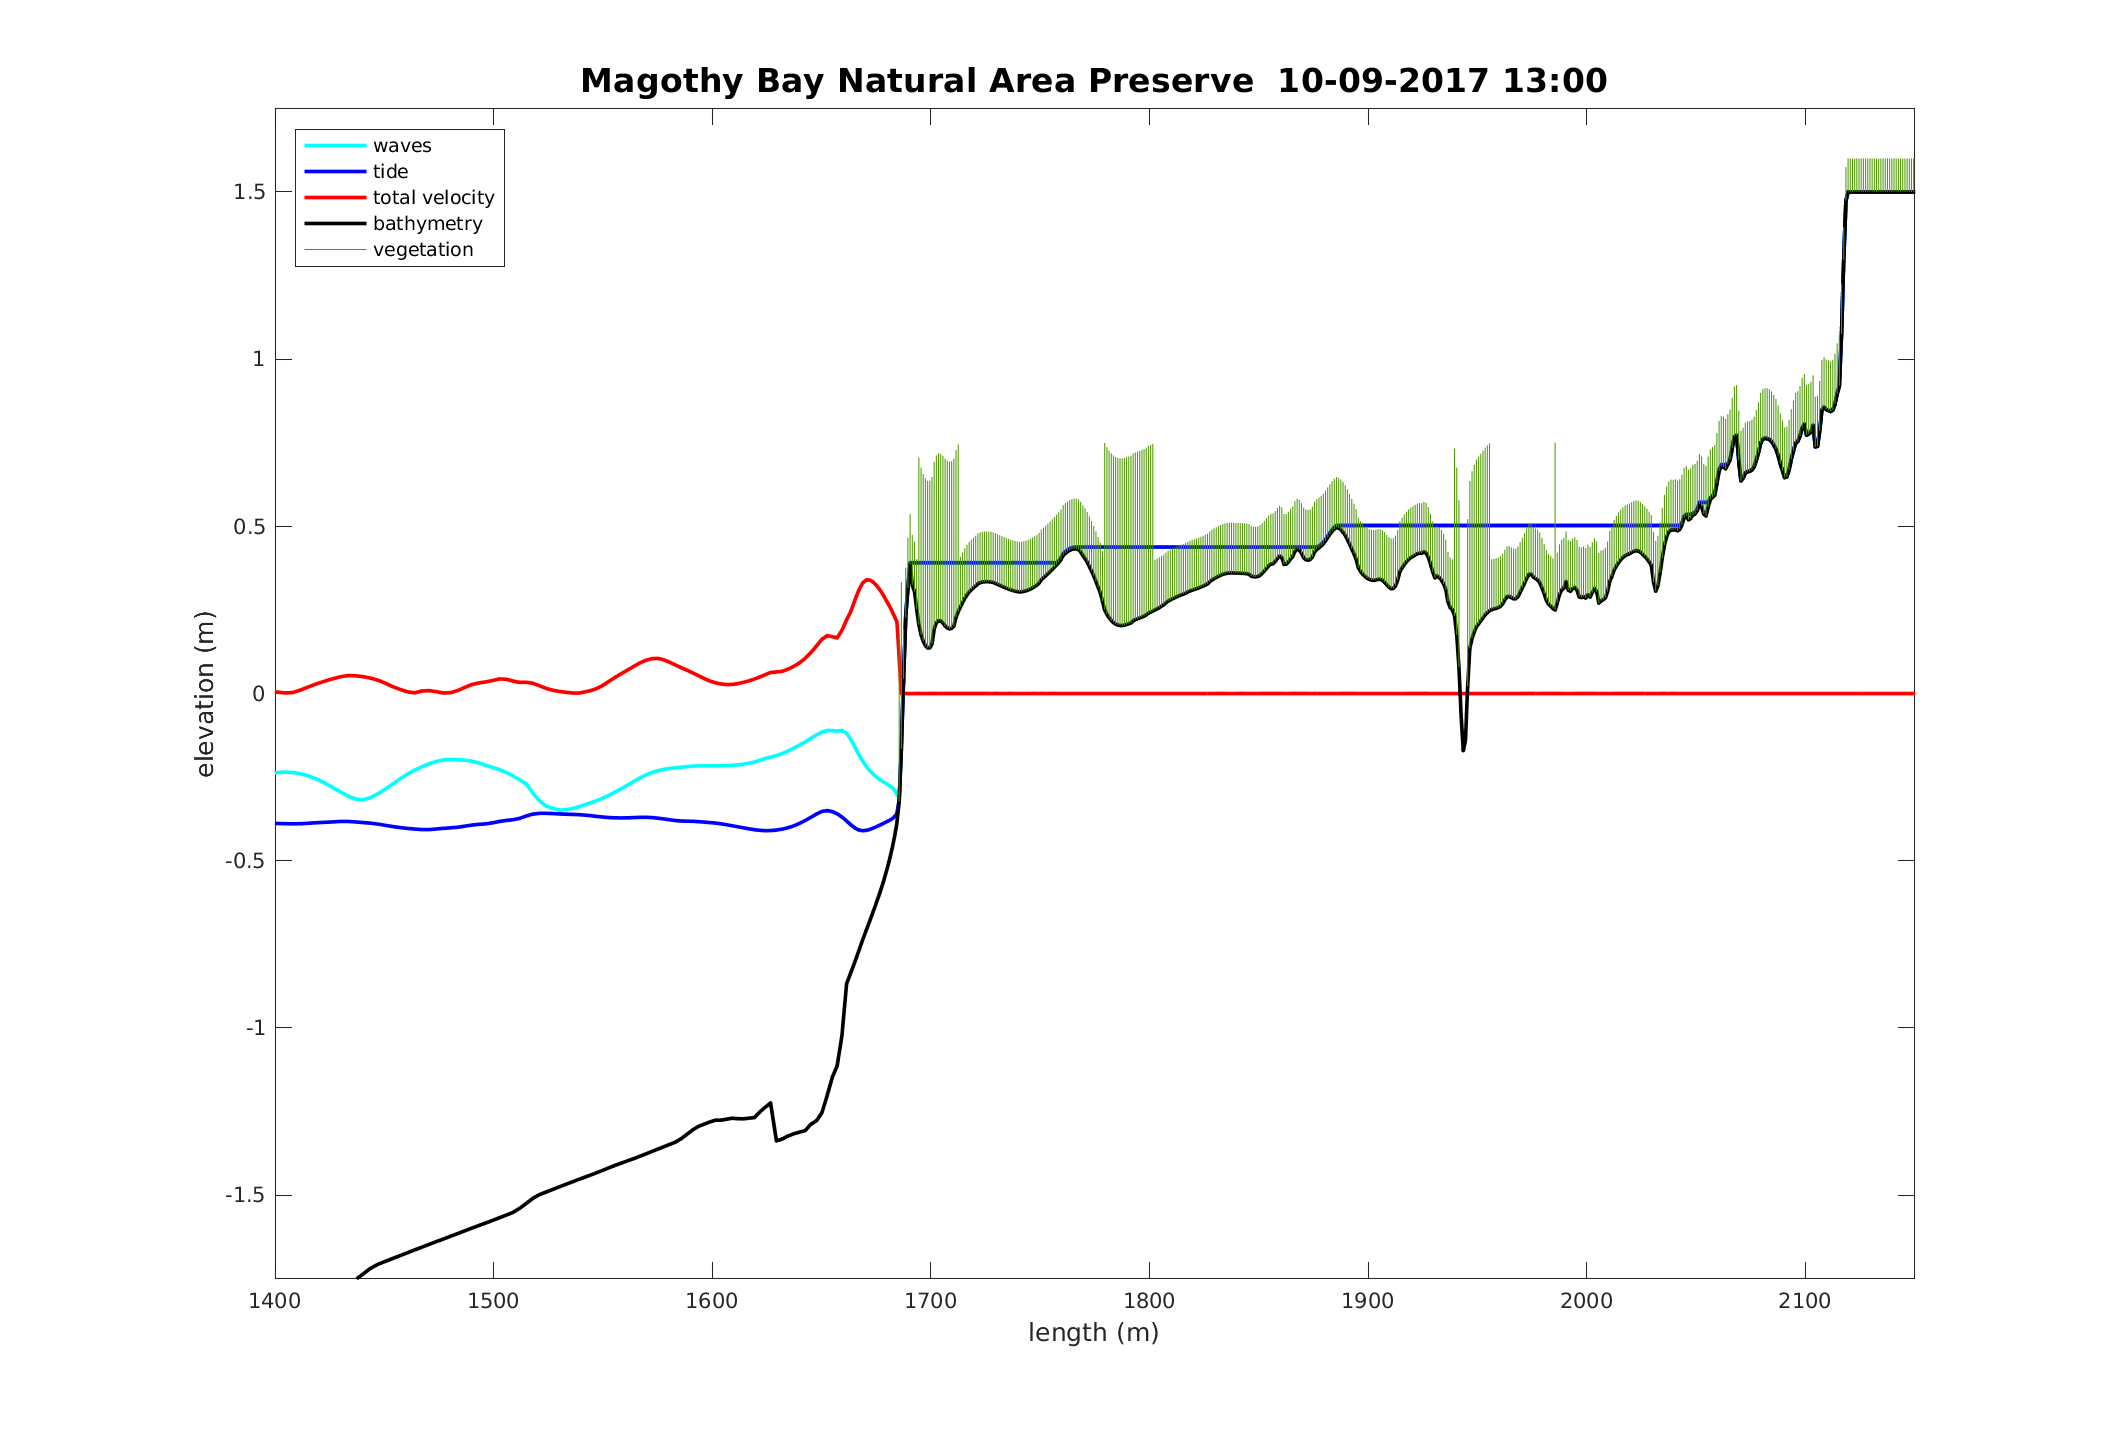 Magothy Bay Natural Area Preserve  10-09-2017 13:00
waves
tide
total velocity
bathymetry
vegetation
elevation (m)
1.5
1
0.5
0
-0.5
-1
-1.5
1400 1500 1600 1700 1800 1900 2000 2100
length (m)